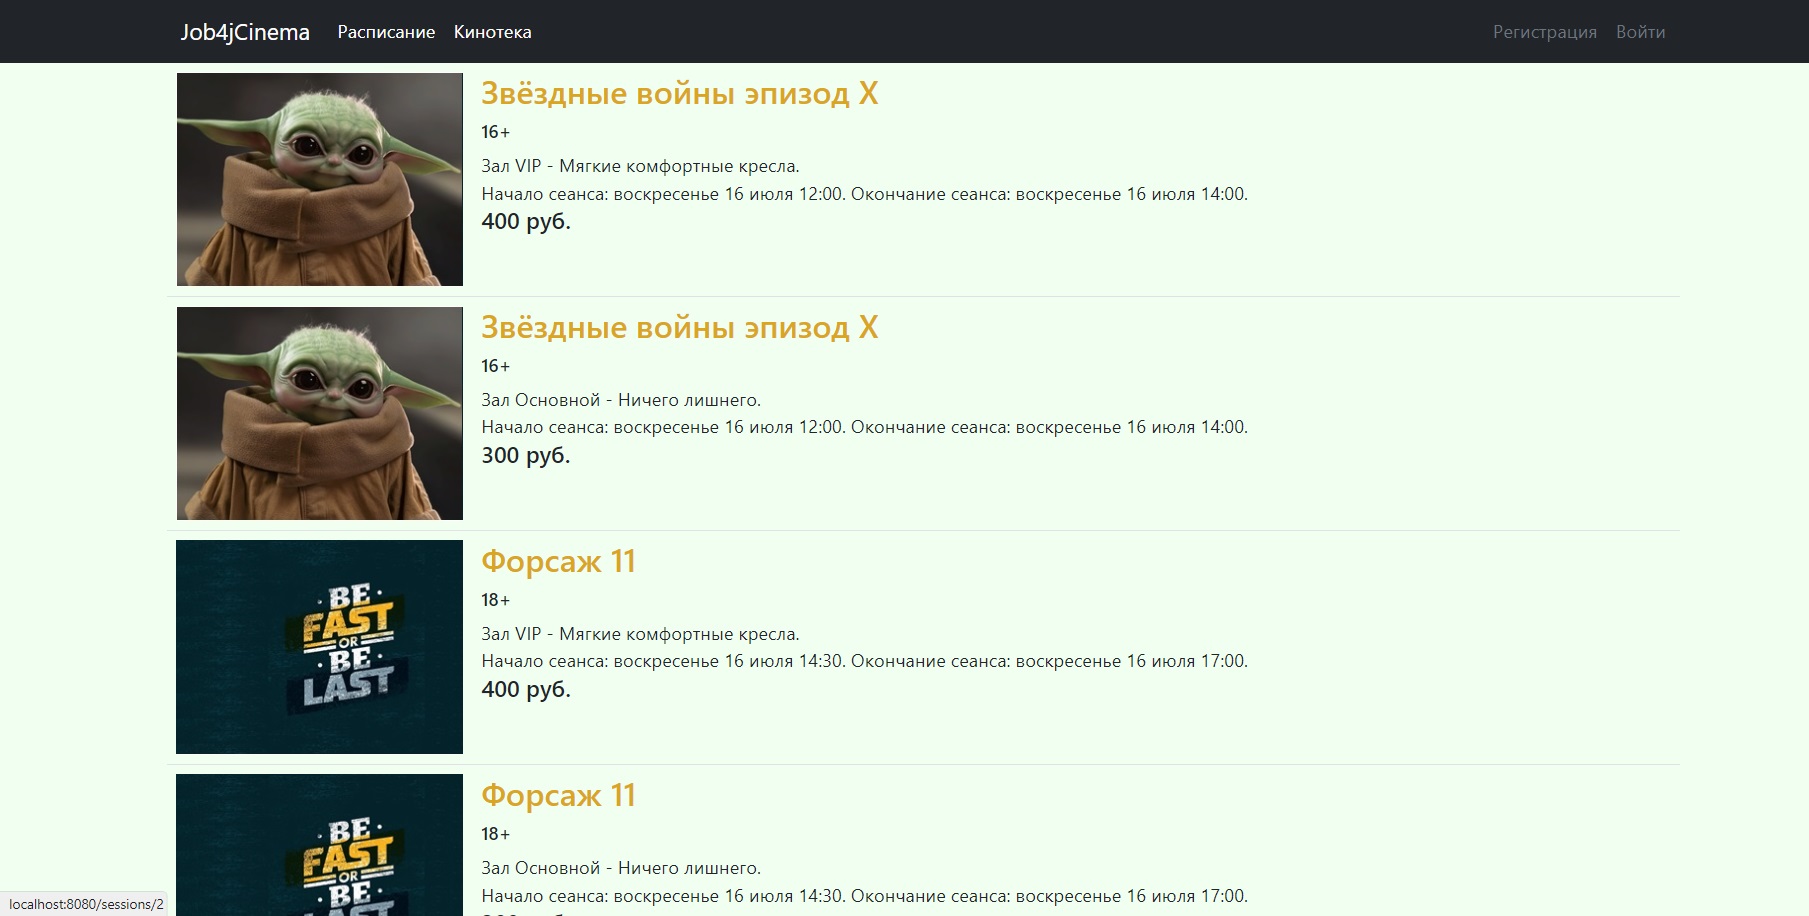 Job4jCinema Расписание Кинотека Регистрация Войти
Звёздные войны эпизод X
16+
Зал VIP - Мягкие комфортные кресла.
Начало сеанса: воскресенье 16 июля 12:00. Окончание сеанса: воскресенье 16 июля 14:00.
400 руб.
Звёздные войны эпизод X
16+
Зал Основной - Ничего лишнего.
Начало сеанса: воскресенье 16 июля 12:00. Окончание сеанса: воскресенье 16 июля 14:00.
300 руб.
BE
FAST
OR
BE
LAST
Форсаж 11
18+
Зал VIP - Мягкие комфортные кресла.
Начало сеанса: воскресенье 16 июля 14:30. Окончание сеанса: воскресенье 16 июля 17:00.
400 руб.
BE
FAST
OR
BE
Форсаж 11
18+
Зал Основной - Ничего лишнего.
Начало сеанса: воскресенье 16 июля 14:30. Окончание сеанса: воскресенье 16 июля 17:00.
localhost:8080/sessions/2